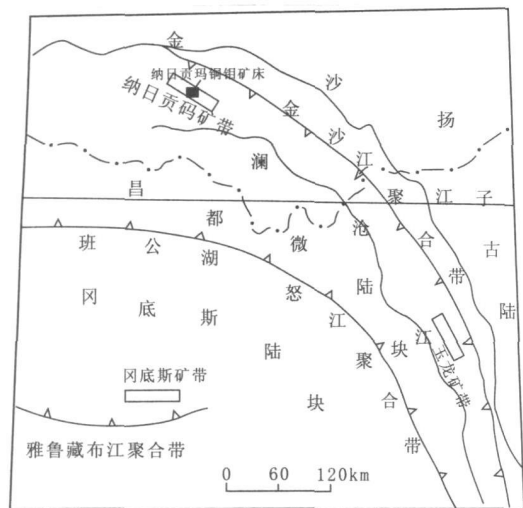 金沙江
纳日贡玛铜钼矿床
纳日贡码矿带
金沙江聚合带
扬子古陆
澜沧江
昌都微陆块
班公湖怒江聚合带
冈底斯陆块
玉龙矿带
冈底斯矿带
雅鲁藏布江聚合带
0 60 120km